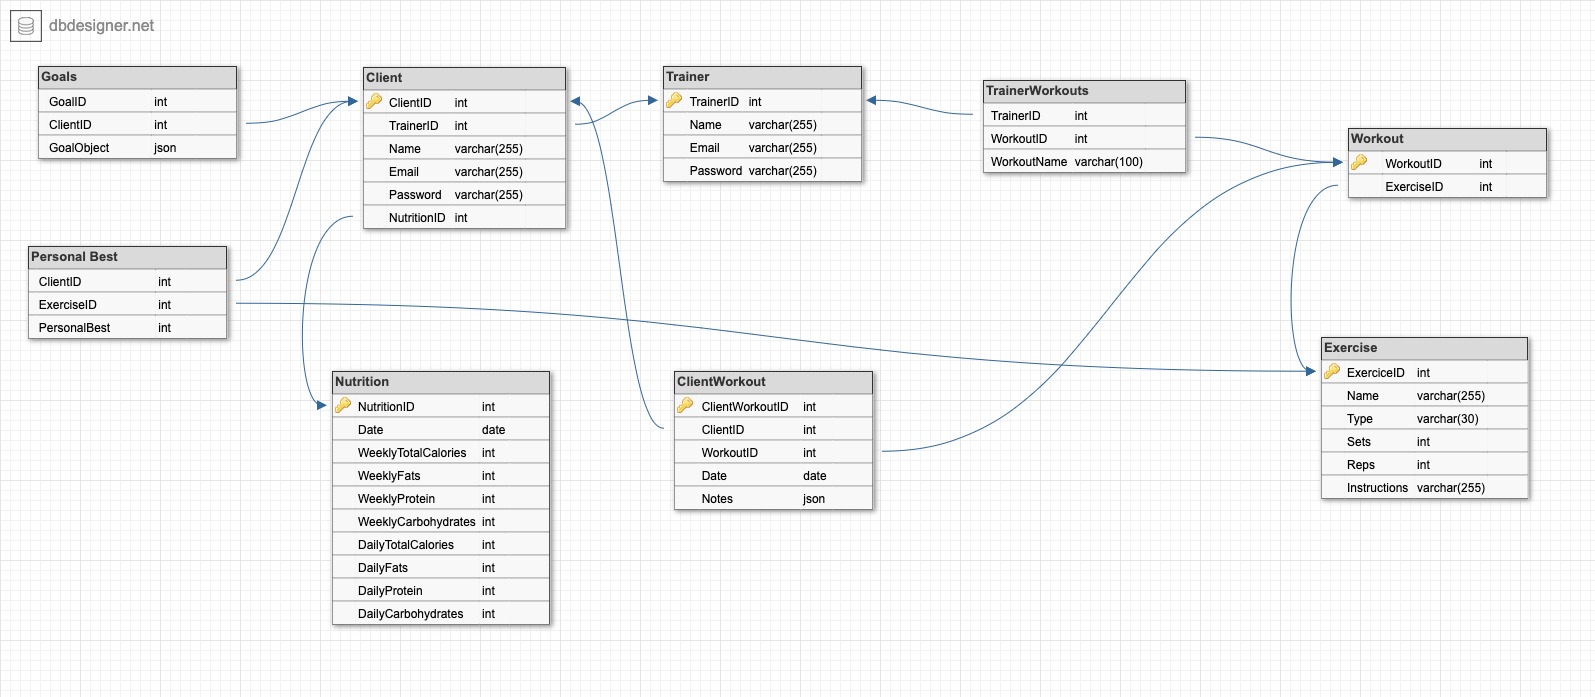 dbdesigner.net
Goals
GoalID int
ClientID int
GoalObject json
Client
ClientID int
TrainerID int
Name varchar(255)
Email varchar(255)
Password varchar(255)
NutritionID int
Trainer
TrainerID int
Name varchar(255)
Email varchar(255)
Password varchar(255)
TrainerWorkouts
TrainerID int
WorkoutID int
WorkoutName varchar(100)
Workout
WorkoutID int
ExerciseID int
Personal Best
ClientID int
ExerciseID int
PersonalBest int
Nutrition
NutritionID int
Date date
WeeklyTotalCalories int
WeeklyFats int
WeeklyProtein int
WeeklyCarbohydrates int
DailyTotalCalories int
DailyFats int
DailyProtein int
DailyCarbohydrates int
ClientWorkout
ClientWorkoutID int
ClientID int
WorkoutID int
Date date
Notes json
Exercise
ExerciceID int
Name varchar(255)
Type varchar(30)
Sets int
Reps int
Instructions varchar(255)